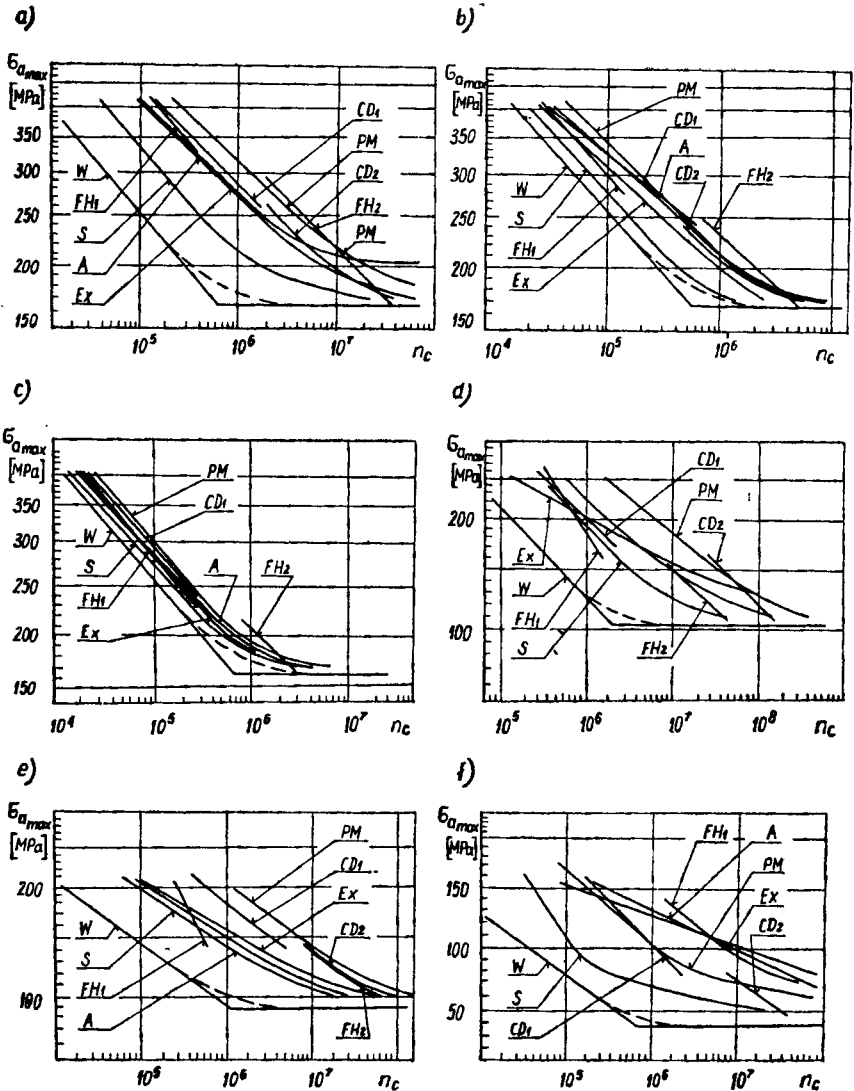 a)
σa max
[MPa]
350
300
250
200
150
W
FH1
S
A
Ex
CD1
PM
CD2
FH2
PM
10^5
10^6
10^7
nc
b)
σa max
[MPa]
350
300
250
200
150
W
S
FH1
Ex
PM
CD1
A
CD2
FH2
10^4
10^5
10^6
nc
c)
σa max
[MPa]
350
300
250
200
150
W
S
FH1
Ex
PM
CD1
A
FH2
10^4
10^5
10^6
10^7
nc
d)
σa max
[MPa]
200
100
Ex
W
FH1
S
CD1
PM
CD2
FH2
10^5
10^6
10^7
10^8
nc
e)
σa max
[MPa]
200
100
W
S
FH1
A
PM
CD1
Ex
CD2
FH2
10^5
10^6
10^7
nc
f)
σa max
[MPa]
150
100
50
W
S
CD1
FH1
A
PM
Ex
CD2
10^5
10^6
10^7
nc